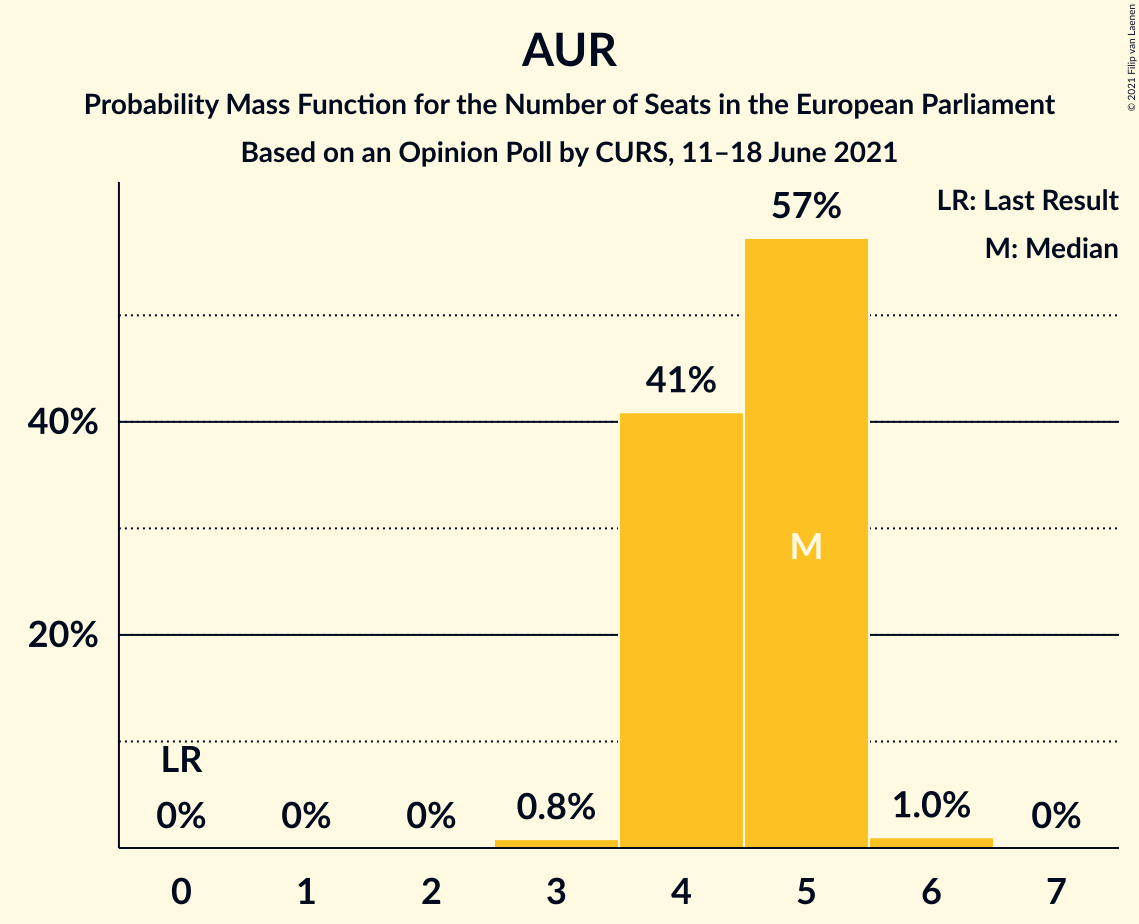 AUR
Probability Mass Function for the Number of Seats in the European Parliament
Based on an Opinion Poll by CURS, 11–18 June 2021
© 2021 Filip van Laenen
LR: Last Result
M: Median
57%
41%
40%
M
20%
LR
0% 0% 0% 0.8% 1.0% 0%
0 1 2 3 4 5 6 7